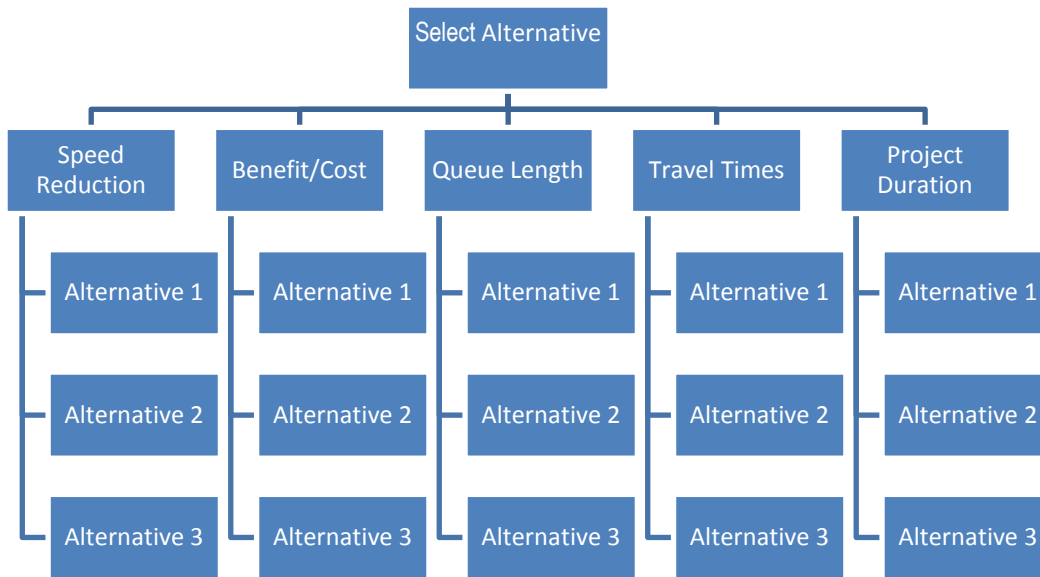 Select Alternative
Speed
Reduction
Benefit/Cost
Queue Length
Travel Times
Project
Duration
Alternative 1
Alternative 1
Alternative 1
Alternative 1
Alternative 1
Alternative 2
Alternative 2
Alternative 2
Alternative 2
Alternative 2
Alternative 3
Alternative 3
Alternative 3
Alternative 3
Alternative 3